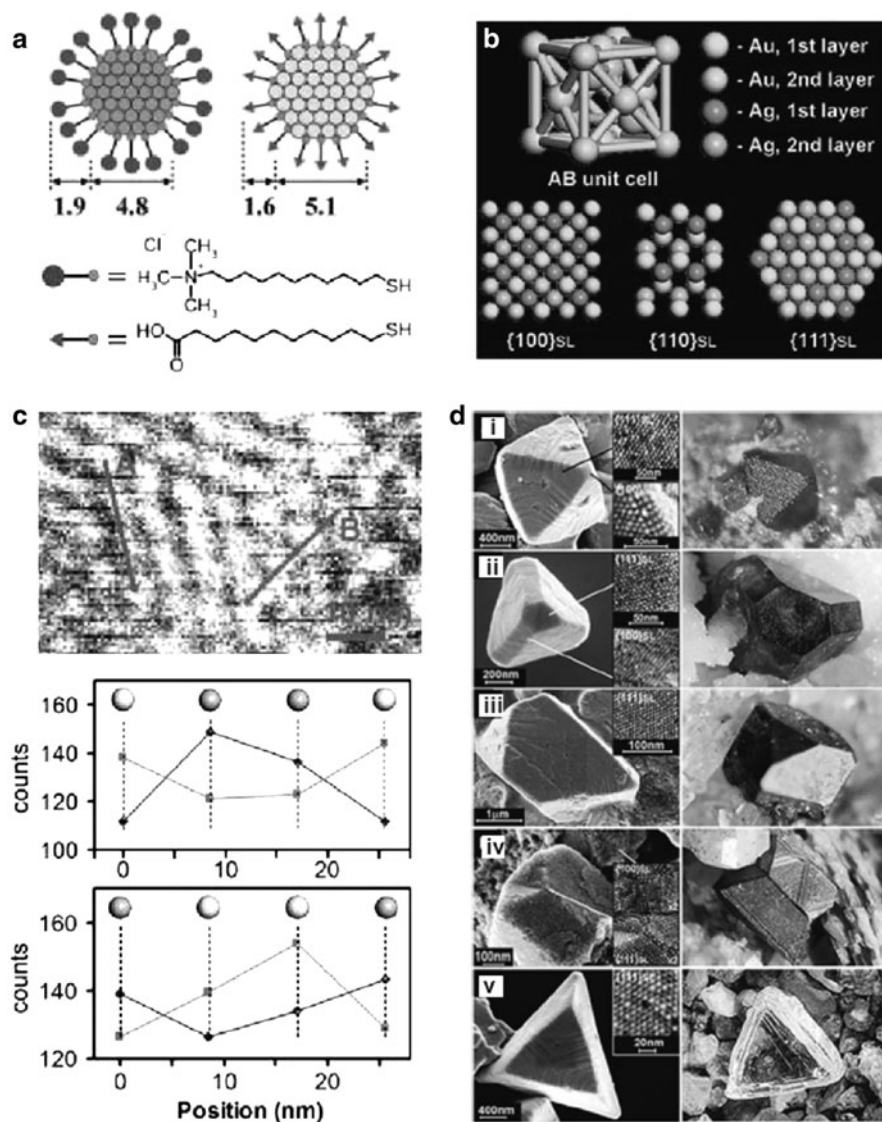 a
1.9
4.8
1.6
5.1
Cl-
CH3
H3C
N+
CH3
SH
=
HO
O
SH
=
b
- Au, 1st layer
- Au, 2nd layer
- Ag, 1st layer
- Ag, 2nd layer
AB unit cell
{100}SL
{110}SL
{111}SL
c
A
B
160
140
120
100
counts
0
10
20
160
140
120
counts
0
10
20
Position (nm)
d
i
{111}SL
50nm
50nm
400nm
ii
{111}SL
50nm
{100}SL
200nm
iii
{111}SL
100nm
1µm
iv
{100}SL
x2
{111}SL
x2
100nm
v
{111}
20nm
400nm